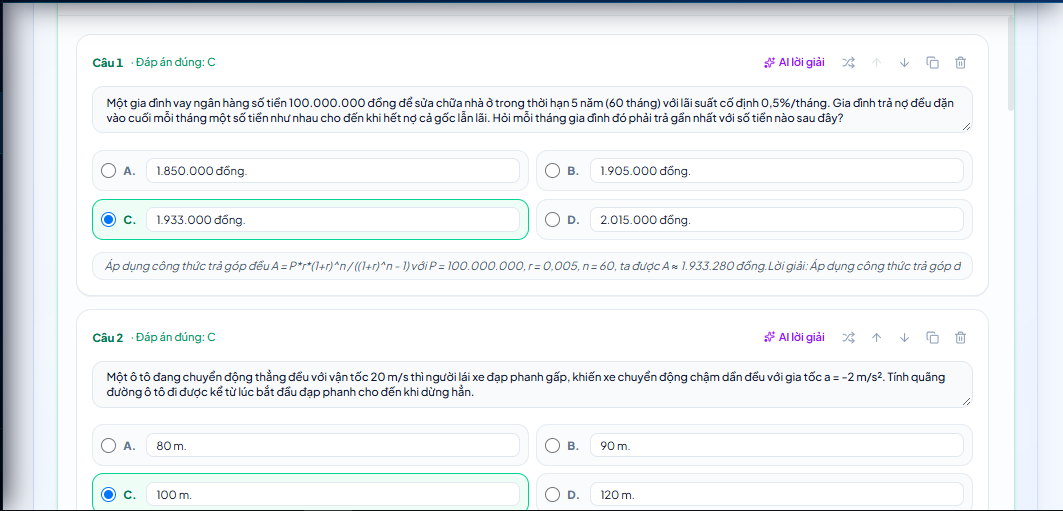 Câu 1 · Đáp án đúng: C
AI lời giải
Một gia đình vay ngân hàng số tiền 100.000.000 đồng để sửa chữa nhà ở trong thời hạn 5 năm (60 tháng) với lãi suất cố định 0,5%/tháng. Gia đình trả nợ đều đặn
vào cuối mỗi tháng một số tiền như nhau cho đến khi hết nợ cả gốc lẫn lãi. Hỏi mỗi tháng gia đình đó phải trả gần nhất với số tiền nào sau đây?
A. 1.850.000 đồng.
B. 1.905.000 đồng.
C. 1.933.000 đồng.
D. 2.015.000 đồng.
Áp dụng công thức trả góp đều A = P*r*(1+r)^n / ((1+r)^n - 1) với P = 100.000.000, r = 0,005, n = 60, ta được A ≈ 1.933.280 đồng.Lời giải: Áp dụng công thức trả góp d
Câu 2 · Đáp án đúng: C
AI lời giải
Một ô tô đang chuyển động thẳng đều với vận tốc 20 m/s thì người lái xe đạp phanh gấp, khiến xe chuyển động chậm dần đều với gia tốc a = -2 m/s². Tính quãng
đường ô tô đi được kể từ lúc bắt đầu đạp phanh cho đến khi dừng hẳn.
A. 80 m.
B. 90 m.
C. 100 m.
D. 120 m.